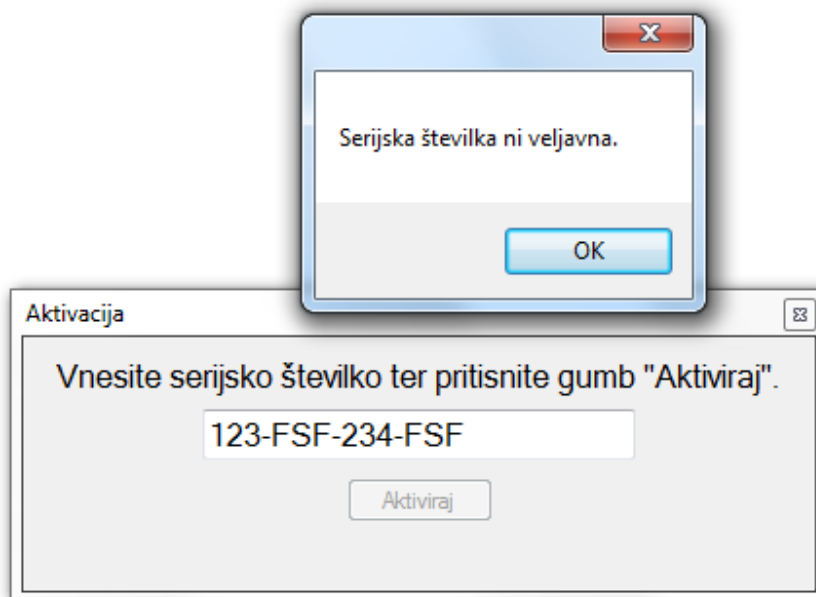 Serijska številka ni veljavna.
OK
Aktivacija
Vnesite serijsko številko ter pritisnite gumb "Aktiviraj".
123-FSF-234-FSF
Aktiviraj